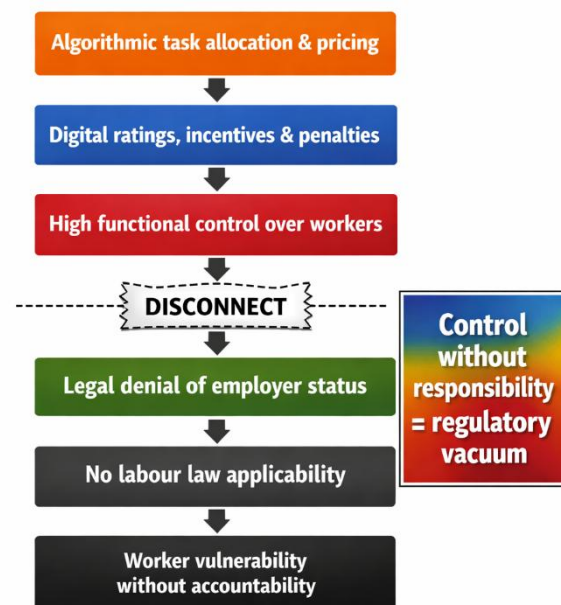 Algorithmic task allocation & pricing
Digital ratings, incentives & penalties
High functional control over workers
DISCONNECT
Legal denial of employer status
No labour law applicability
Worker vulnerability
without accountability
Control
without
responsibility
= regulatory
vacuum